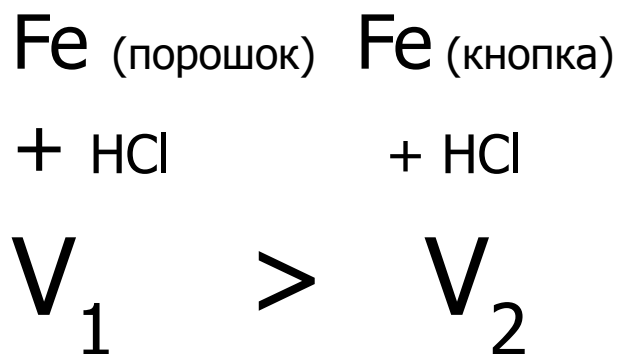 Fe (порошок) Fe (кнопка)
+ HCl + HCl
V₁ > V₂